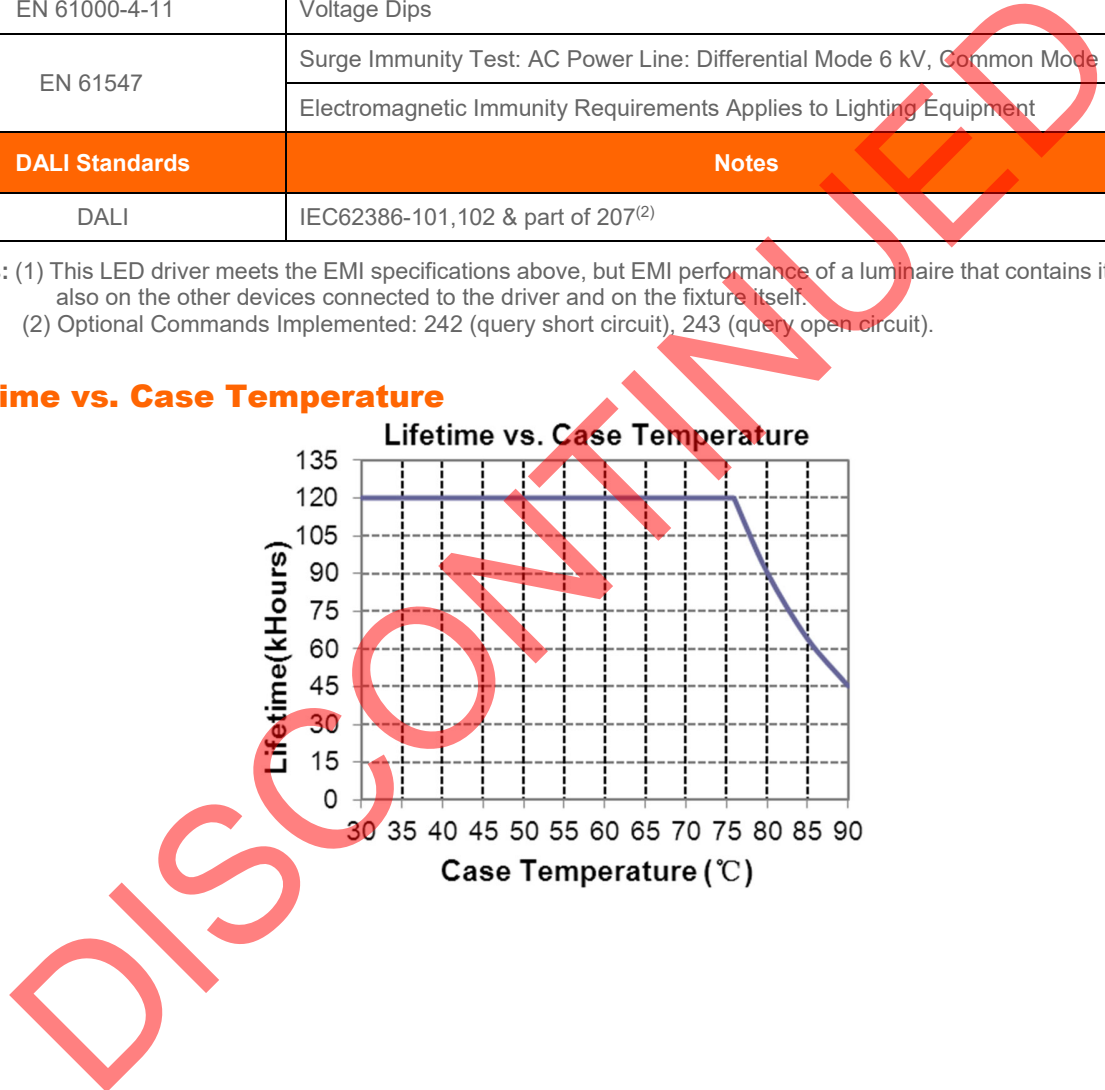 EN 61000-4-11 Voltage Dips
EN 61547
Surge Immunity Test: AC Power Line: Differential Mode 6 kV, Common Mode
Electromagnetic Immunity Requirements Applies to Lighting Equipment
DALI Standards Notes
DALI IEC62386-101,102 & part of 207(2)
: (1) This LED driver meets the EMI specifications above, but EMI performance of a luminaire that contains
also on the other devices connected to the driver and on the fixture itself.
(2) Optional Commands Implemented: 242 (query short circuit), 243 (query open circuit).
ime vs. Case Temperature
Lifetime vs. Case Temperature
Lifetime(kHours)
135
120
105
90
75
60
45
30
15
0
30 35 40 45 50 55 60 65 70 75 80 85 90
Case Temperature (℃)
DISCONTINUED